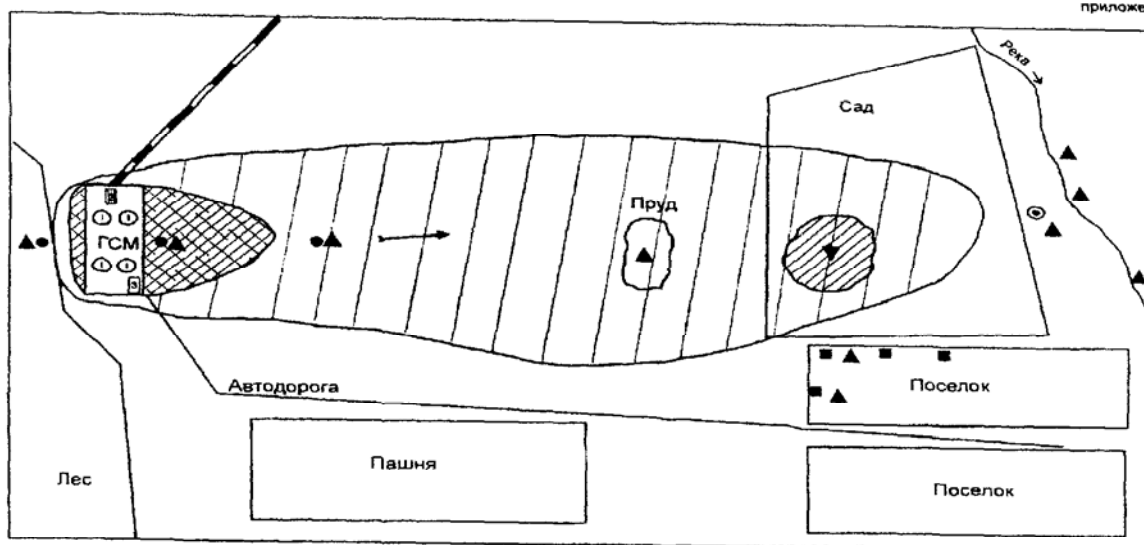 приложе
Река
Сад
Пруд
ГСМ
Автодорога
Поселок
Лес
Пашня
Поселок